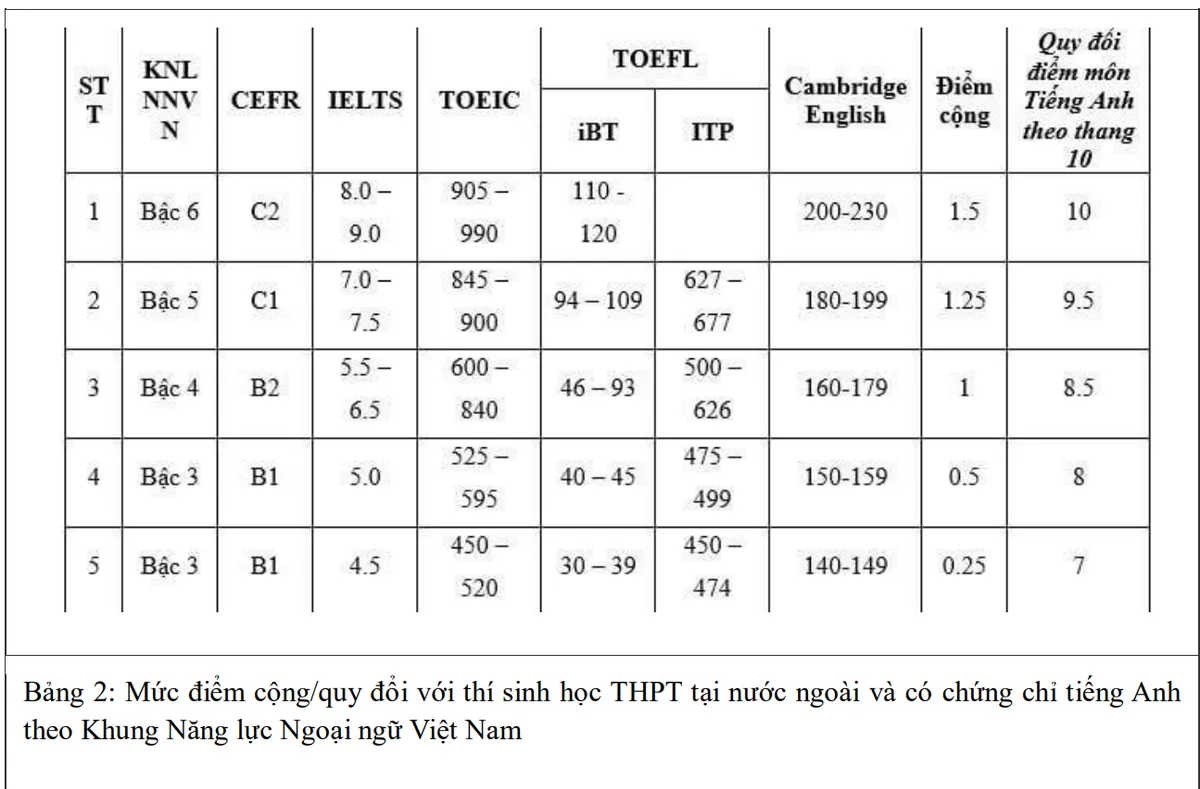 STT KNLNNVN CEFR IELTS TOEIC TOEFL Cambridge English Điểm cộng Quy đổi điểm môn Tiếng Anh theo thang 10
iBT ITP
1 Bậc 6 C2 8.0 – 9.0 905 – 990 110 - 120 200-230 1.5 10
2 Bậc 5 C1 7.0 – 7.5 845 – 900 94 – 109 627 – 677 180-199 1.25 9.5
3 Bậc 4 B2 5.5 – 6.5 600 – 840 46 – 93 500 – 626 160-179 1 8.5
4 Bậc 3 B1 5.0 525 – 595 40 – 45 475 – 499 150-159 0.5 8
5 Bậc 3 B1 4.5 450 – 520 30 – 39 450 – 474 140-149 0.25 7
Bảng 2: Mức điểm cộng/quy đổi với thí sinh học THPT tại nước ngoài và có chứng chỉ tiếng Anh
theo Khung Năng lực Ngoại ngữ Việt Nam